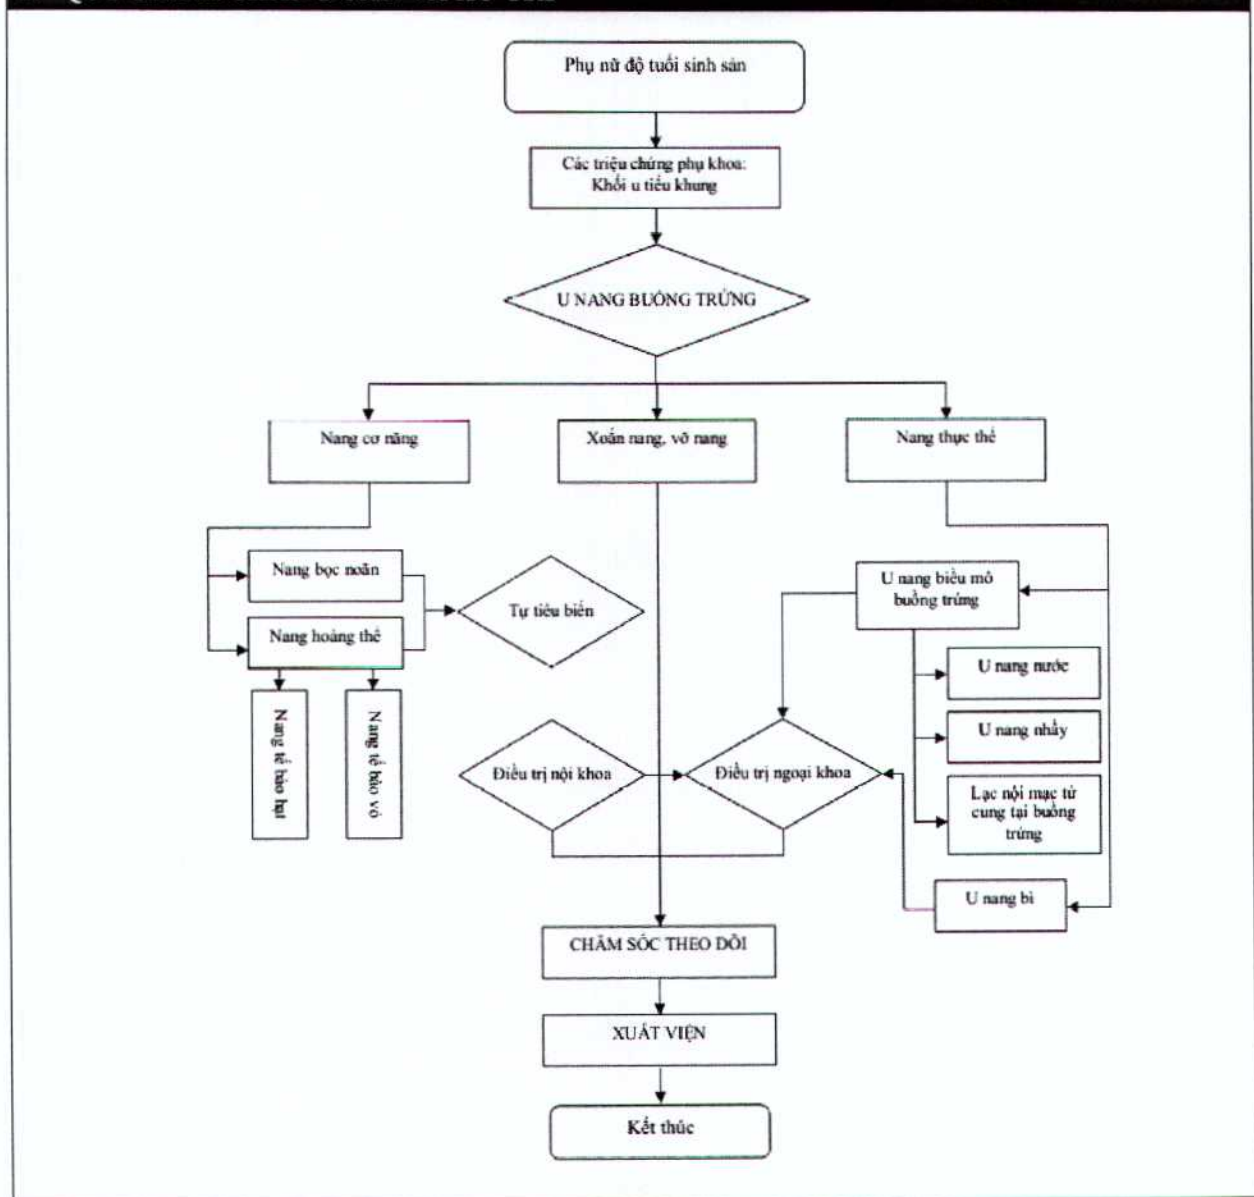 Phụ nữ độ tuổi sinh sản
Các triệu chứng phụ khoa:
Khối u tiểu khung
U NANG BUỒNG TRỨNG
Nang cơ năng
Xoắn nang, vỡ nang
Nang thực thể
Nang bọc noãn
Nang hoàng thể
Nang tế bào hạt
Nang tế bào vỏ
Tự tiêu biến
U nang biểu mô
buồng trứng
U nang nước
U nang nhầy
Lạc nội mạc tử
cung tại buồng
trứng
U nang bì
Điều trị nội khoa
Điều trị ngoại khoa
CHĂM SÓC THEO DÕI
XUẤT VIỆN
Kết thúc